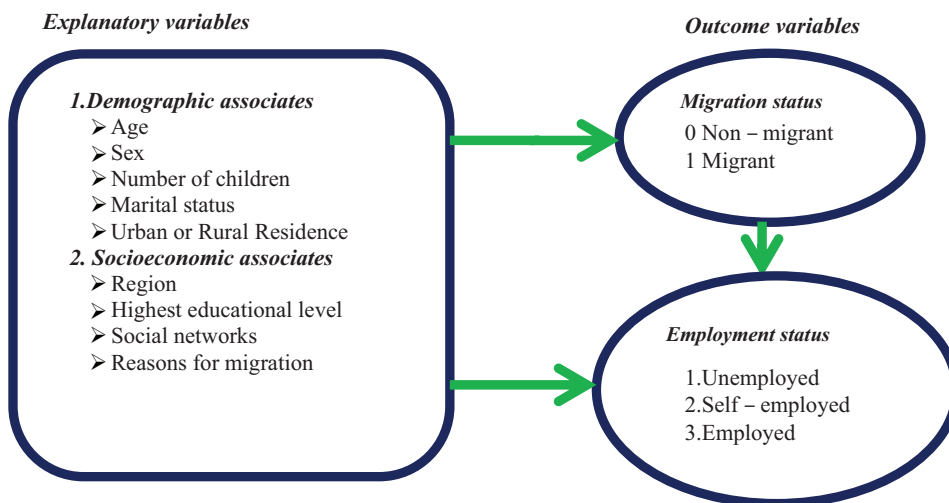 Explanatory variables
1.Demographic associates
➢ Age
➢ Sex
➢ Number of children
➢ Marital status
➢ Urban or Rural Residence
2. Socioeconomic associates
➢ Region
➢ Highest educational level
➢ Social networks
➢ Reasons for migration
Outcome variables
Migration status
0 Non – migrant
1 Migrant
Employment status
1.Unemployed
2.Self – employed
3.Employed